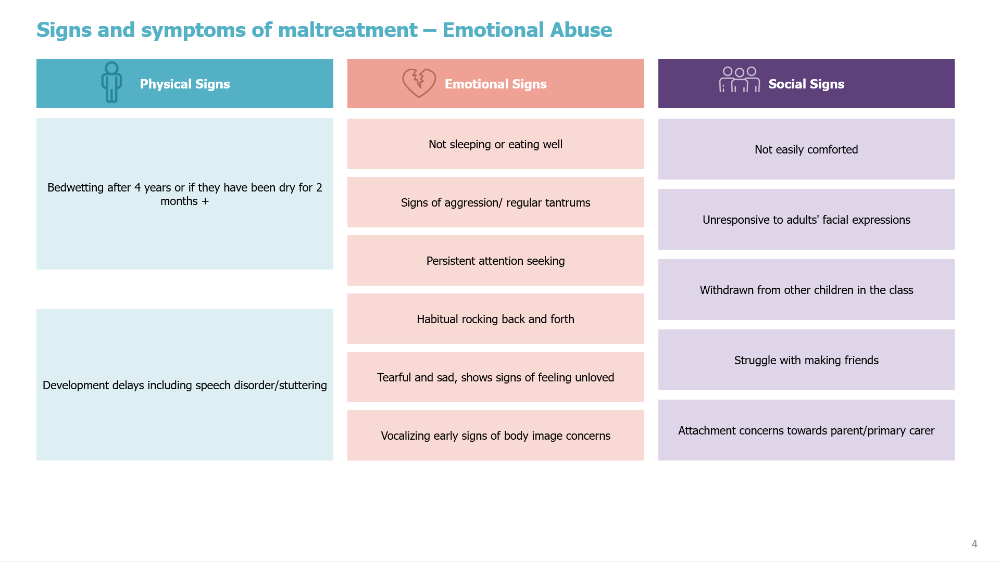 Signs and symptoms of maltreatment – Emotional Abuse
Physical Signs
Bedwetting after 4 years or if they have been dry for 2
months +
Development delays including speech disorder/stuttering
Emotional Signs
Not sleeping or eating well
Signs of aggression/ regular tantrums
Persistent attention seeking
Habitual rocking back and forth
Tearful and sad, shows signs of feeling unloved
Vocalizing early signs of body image concerns
Social Signs
Not easily comforted
Unresponsive to adults' facial expressions
Withdrawn from other children in the class
Struggle with making friends
Attachment concerns towards parent/primary carer
4